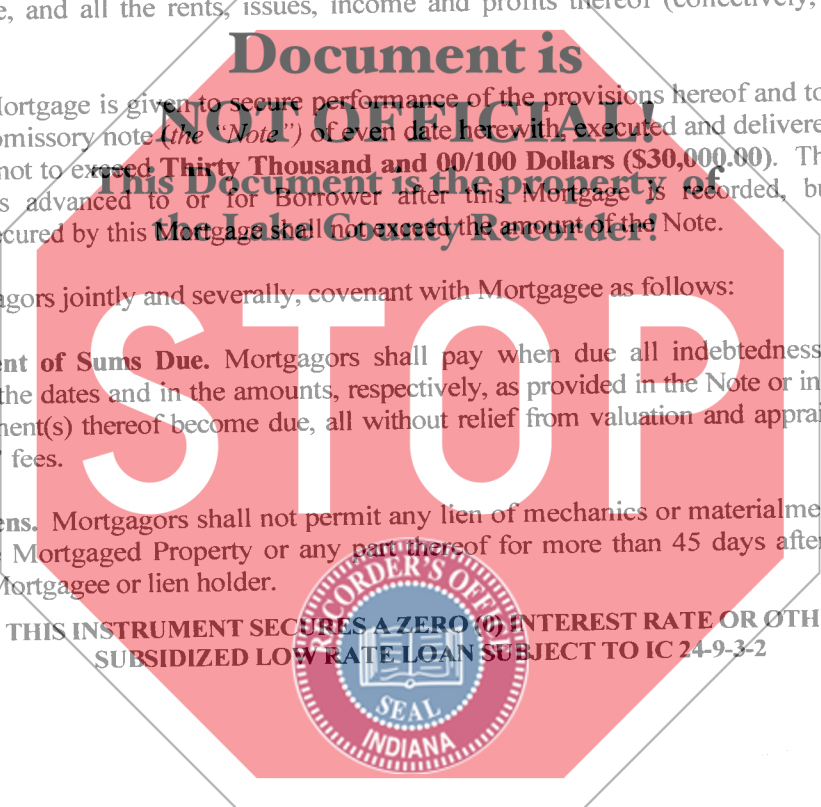 e, and all the rents, issues, income and profits thereof (collectively,
Document is
Mortgage is given to secure performance of the provisions hereof and to
NOT OFFICIAL!
omissory note (the “Note”) of even date herewith, executed and delivere
not to exceed Thirty Thousand and 00/100 Dollars ($30,000.00). Th
This Document is the property of
s advanced to or for Borrower after this Mortgage is recorded, bu
the Lake County Recorder!
cured by this Mortgage shall not exceed the amount of the Note.
agors jointly and severally, covenant with Mortgagee as follows:
STOP
ent of Sums Due. Mortgagors shall pay when due all indebtedness
the dates and in the amounts, respectively, as provided in the Note or in
ment(s) thereof become due, all without relief from valuation and apprai
fees.
ens. Mortgagors shall not permit any lien of mechanics or materialme
Mortgaged Property or any part thereof for more than 45 days after
Mortgagee or lien holder.
RECORDER'S OFFICE
THIS INSTRUMENT SECURES A ZERO (0) INTEREST RATE OR OTH
SUBSIDIZED LOW RATE LOAN SUBJECT TO IC 24-9-3-2
SEAL
INDIANA